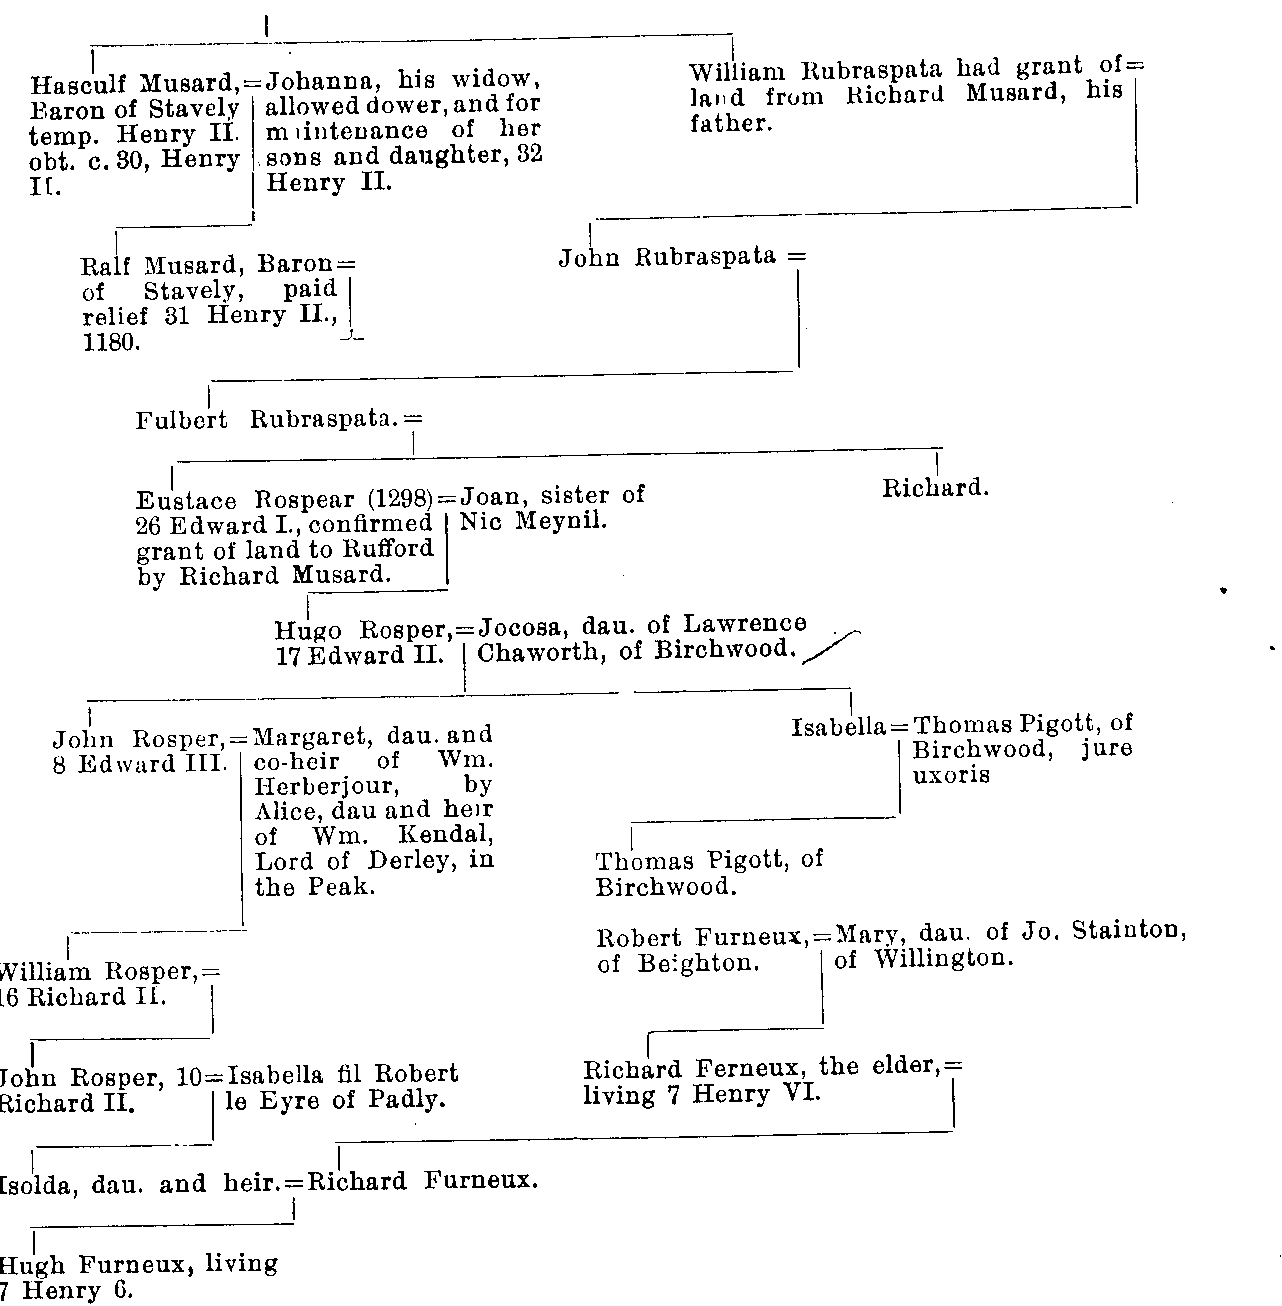 Hasculf Musard,=Johanna, his widow,
Baron of Stavely allowed dower, and for
temp. Henry II. maintenance of her
obt. c. 30, Henry sons and daughter, 32
II. Henry II.
William Rubraspata had grant of=
land from Richard Musard, his
father.
Ralf Musard, Baron=
of Stavely, paid
relief 31 Henry II.,
1180.
John Rubraspata =
Fulbert Rubraspata.=
Eustace Rospear (1298)=Joan, sister of
26 Edward I., confirmed Nic Meynil.
grant of land to Rufford
by Richard Musard.
Richard.
Hugo Rosper,=Jocosa, dau. of Lawrence
17 Edward II. Chaworth, of Birchwood.
John Rosper,=Margaret, dau. and
8 Edward III. co-heir of Wm.
Herberjour, by
Alice, dau and heir
of Wm. Kendal,
Lord of Derley, in
the Peak.
Isabella=Thomas Pigott, of
Birchwood, jure
uxoris
Thomas Pigott, of
Birchwood.
William Rosper,=
16 Richard II.
Robert Furneux,=Mary, dau. of Jo. Stainton,
of Beighton. of Willington.
John Rosper, 10=Isabella fil Robert
Richard II. le Eyre of Padly.
Richard Ferneux, the elder,=
living 7 Henry VI.
Isolda, dau. and heir.=Richard Furneux.
Hugh Furneux, living
7 Henry 6.